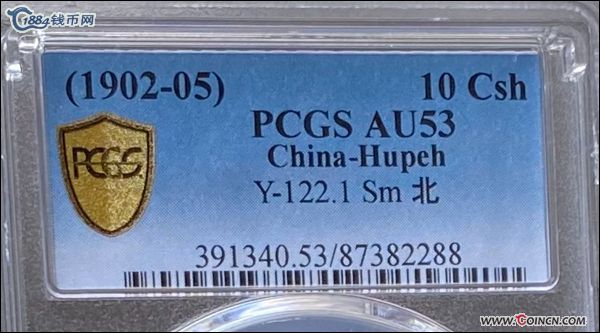 1884钱币网
(1902-05) 10 Csh
PCGS AU53
China-Hupeh
Y-122.1 Sm 北
PCGS
391340.53/87382288
www.COINCN.com